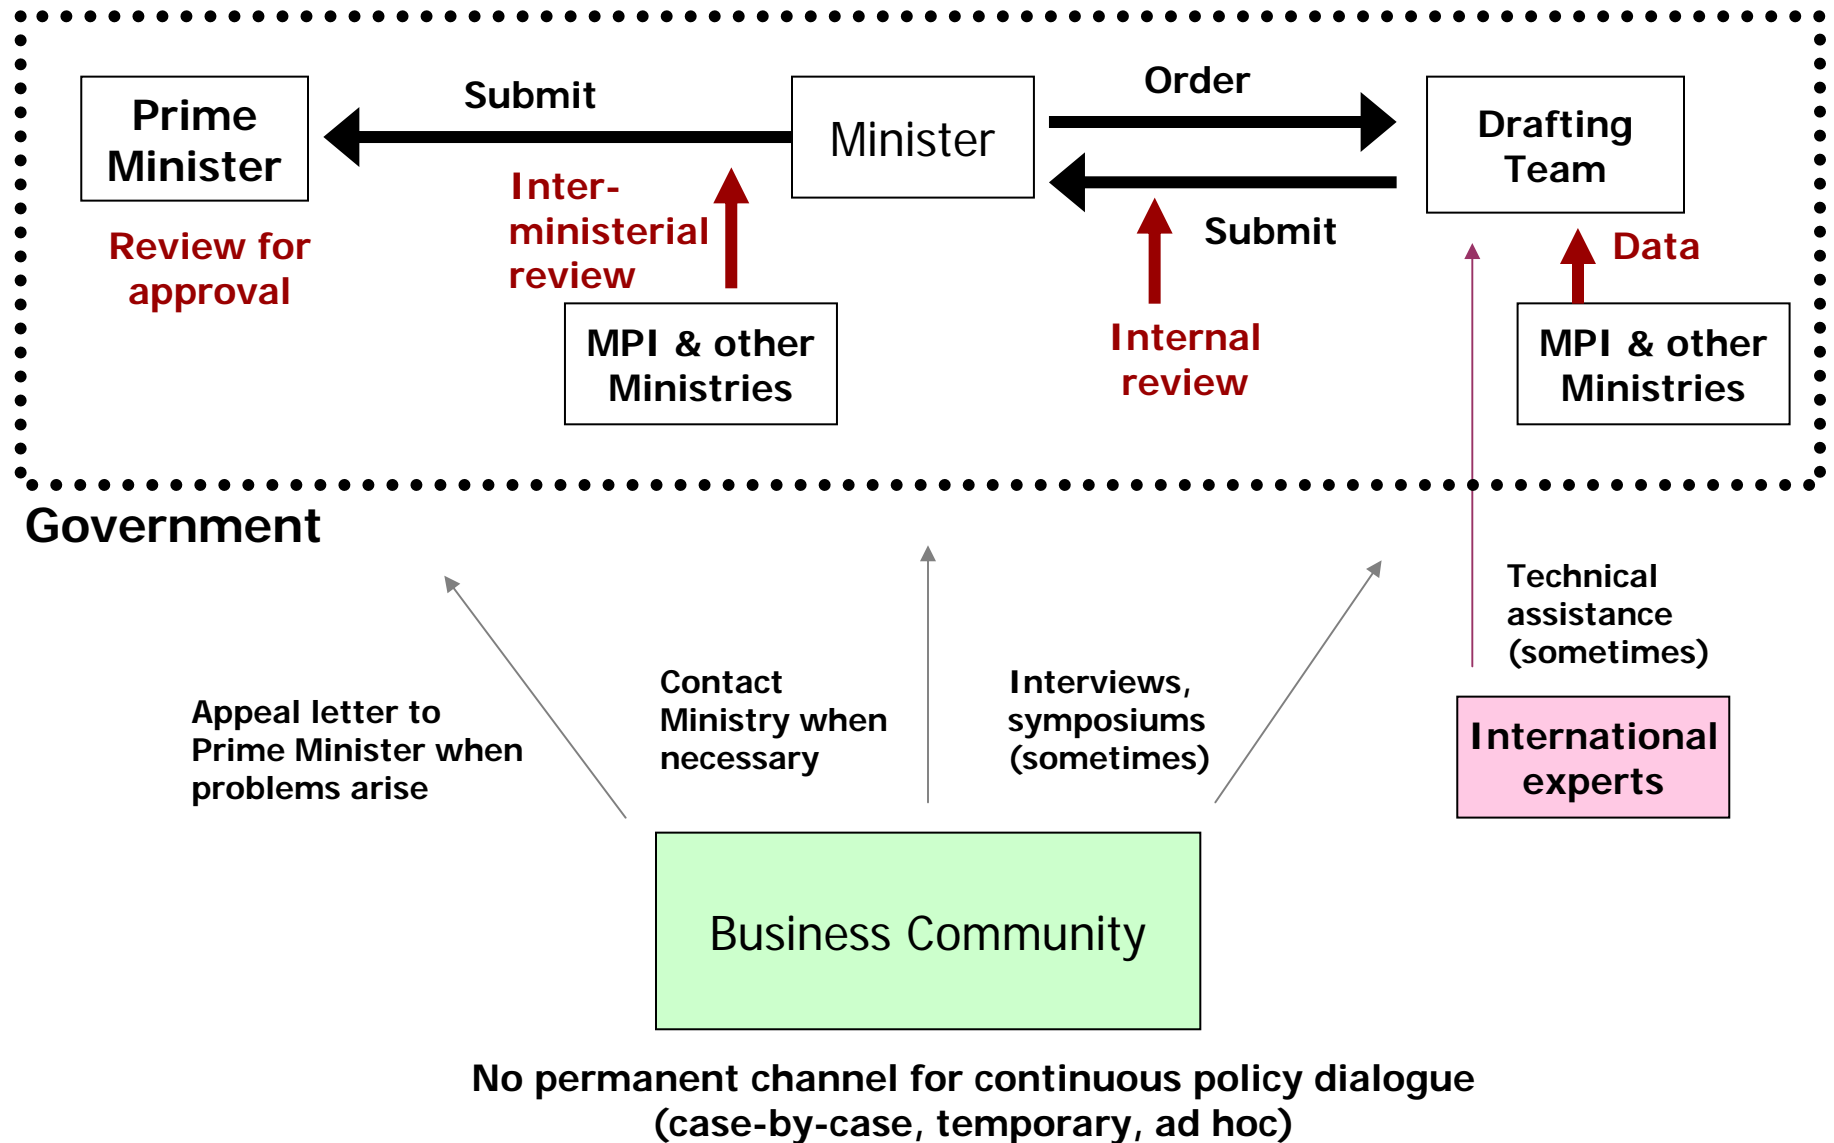 Prime
Minister
Submit
Minister
Order
Drafting
Team
Review for
approval
Inter-
ministerial
review
Submit
Data
MPI & other
Ministries
Internal
review
MPI & other
Ministries
Government
Technical
assistance
(sometimes)
Appeal letter to
Prime Minister when
problems arise
Contact
Ministry when
necessary
Interviews,
symposiums
(sometimes)
International
experts
Business Community
No permanent channel for continuous policy dialogue
(case-by-case, temporary, ad hoc)